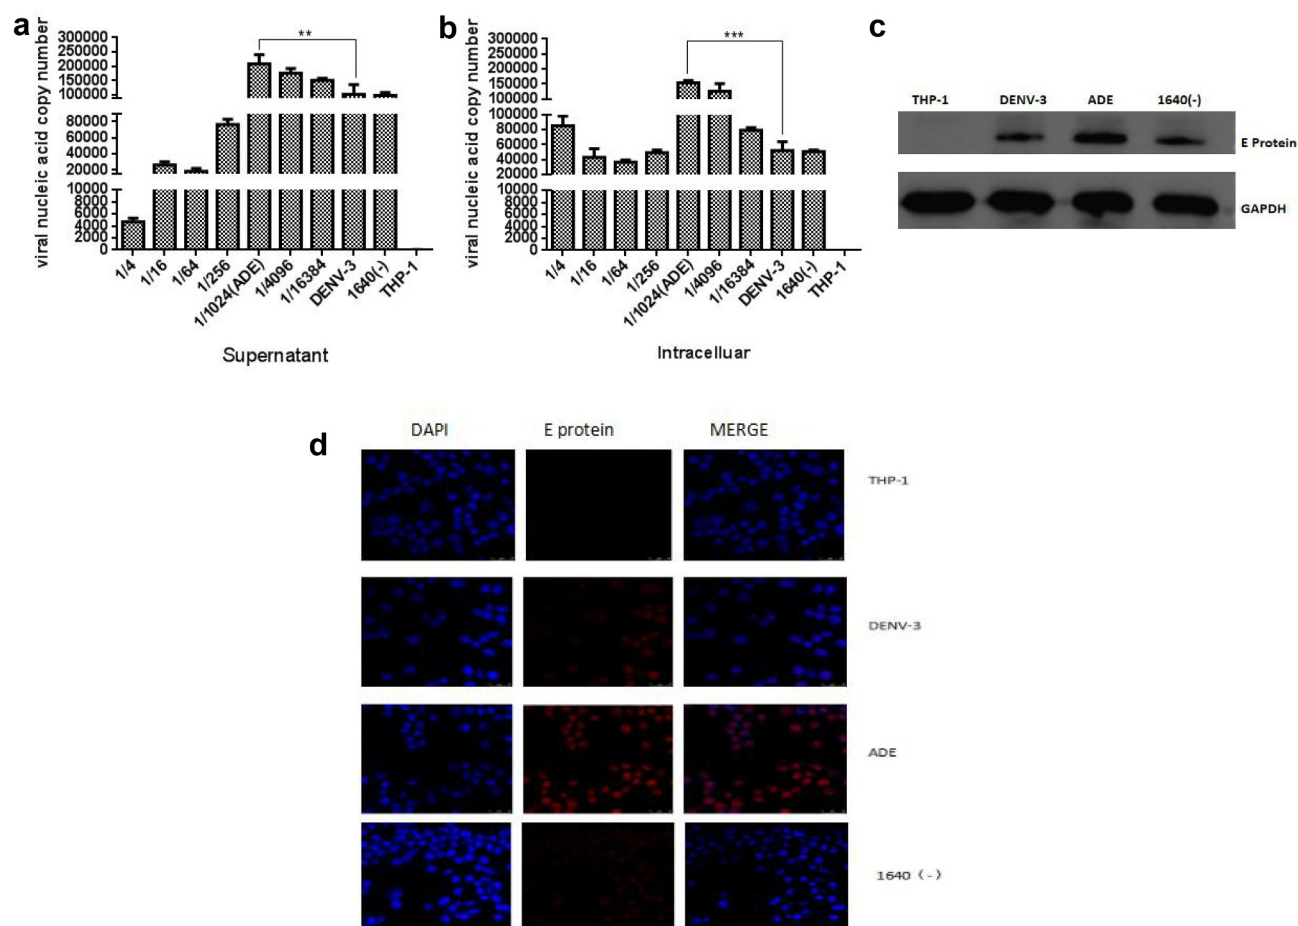 a
viral nucleic acid copy number
300000
250000
200000
150000
100000
80000
60000
40000
20000
10000
8000
6000
4000
2000
0
**
1/4
1/16
1/64
1/256
1/1024(ADE)
1/4096
1/16384
DENV-3
1640(-)
THP-1
Supernatant
b
viral nucleic acid copy number
300000
250000
200000
150000
100000
100000
80000
60000
40000
20000
10000
8000
6000
4000
2000
0
***
1/4
1/16
1/64
1/256
1/1024(ADE)
1/4096
1/16384
DENV-3
1640(-)
THP-1
Intracelluar
c
THP-1 DENV-3 ADE 1640(-)
E Protein
GAPDH
d
DAPI E protein MERGE
THP-1
DENV-3
ADE
1640 (-)